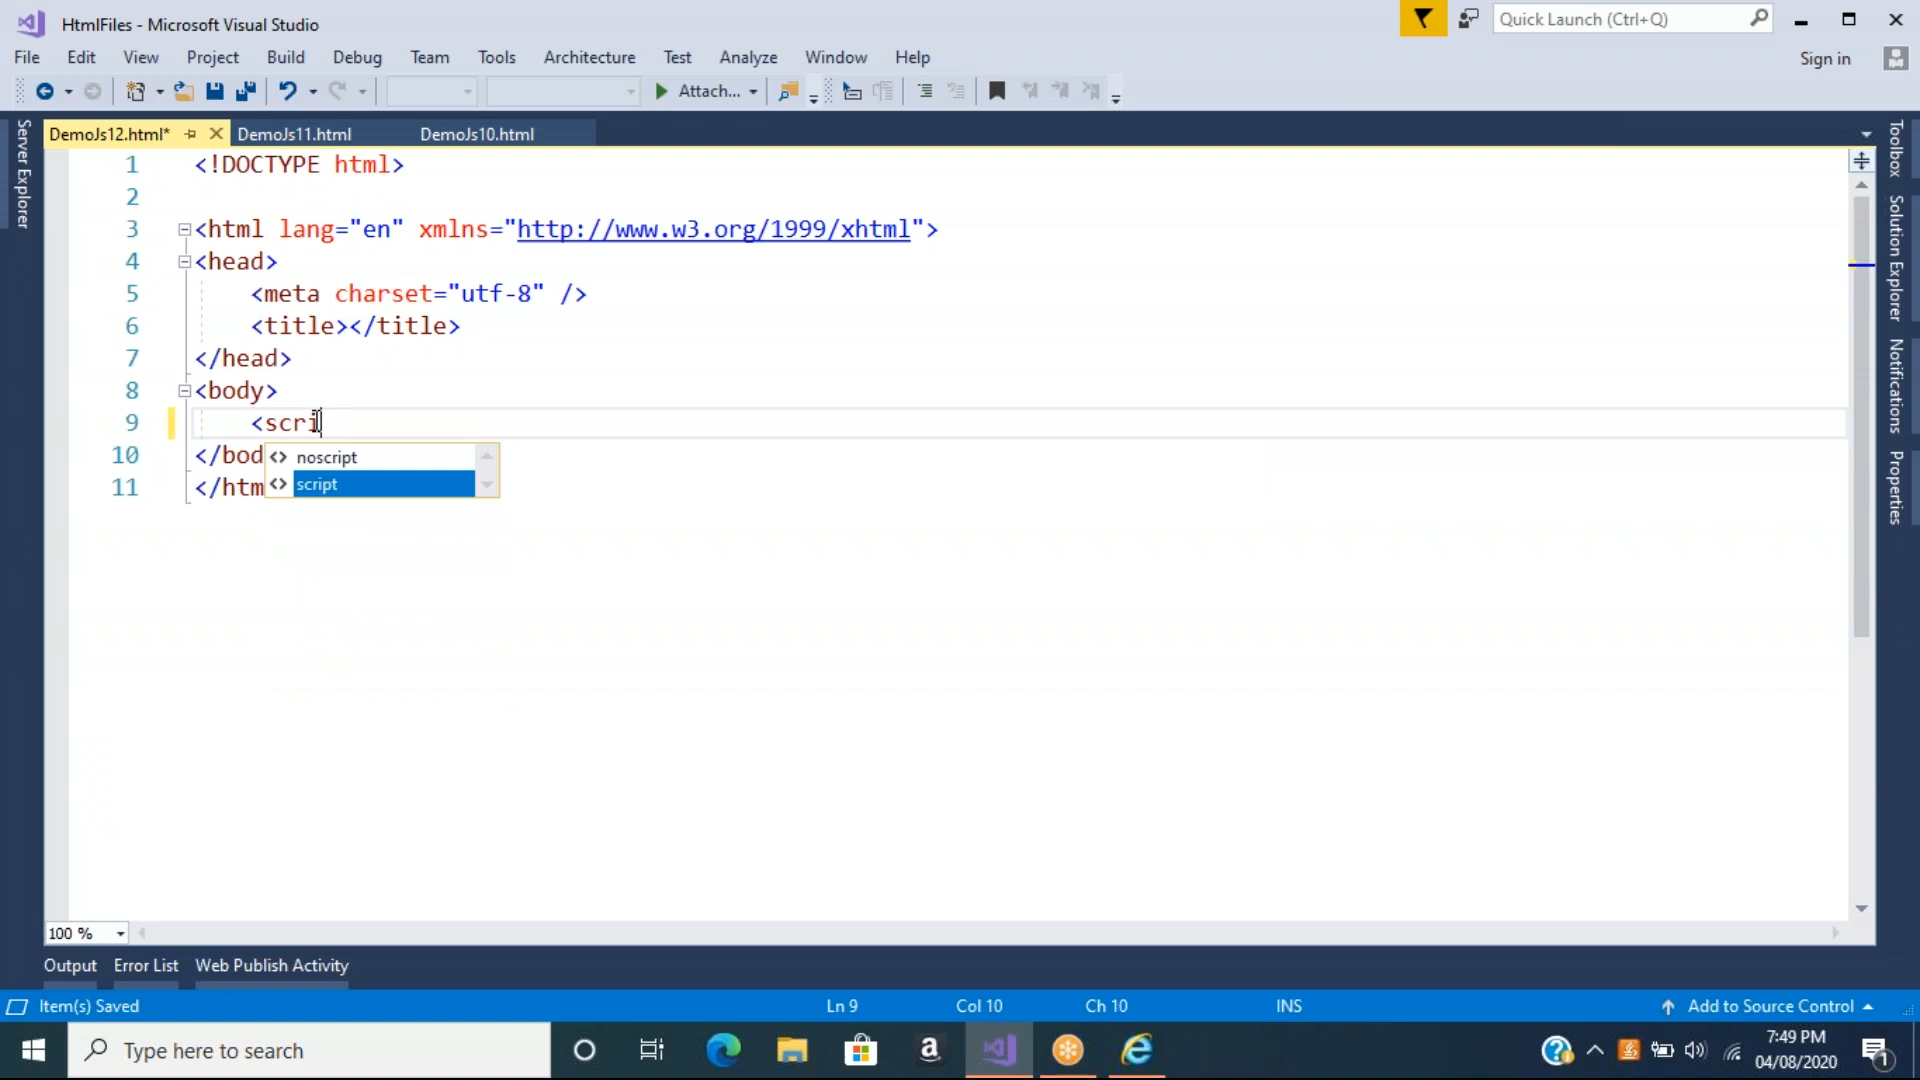 HtmlFiles - Microsoft Visual Studio
Quick Launch (Ctrl+Q)
File Edit View Project Build Debug Team Tools Architecture Test Analyze Window Help
Sign in
Attach...
DemoJs12.html* DemoJs11.html DemoJs10.html
Server Explorer
Toolbox
Solution Explorer
Notifications
Properties
1 <!DOCTYPE html>
2
3 <html lang="en" xmlns="http://www.w3.org/1999/xhtml">
4 <head>
5 <meta charset="utf-8" />
6 <title></title>
7 </head>
8 <body>
9 <scri
10 </bod
<> noscript
11 </htm
<> script
100 %
Output Error List Web Publish Activity
Item(s) Saved Ln 9 Col 10 Ch 10 INS Add to Source Control
Type here to search
7:49 PM
04/08/2020
1